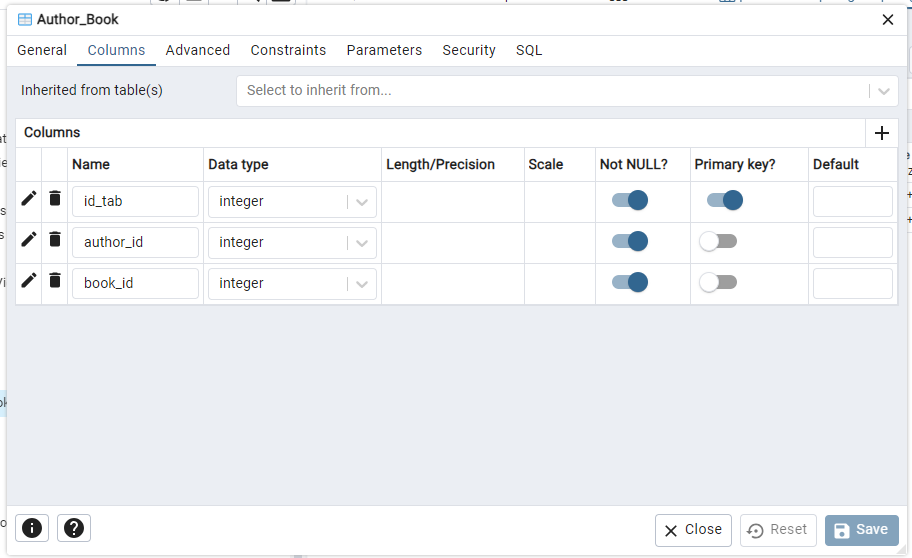 Author_Book
General Columns Advanced Constraints Parameters Security SQL
Inherited from table(s) Select to inherit from...
Columns
Name Data type Length/Precision Scale Not NULL? Primary key? Default
id_tab integer
author_id integer
book_id integer
Close Reset Save